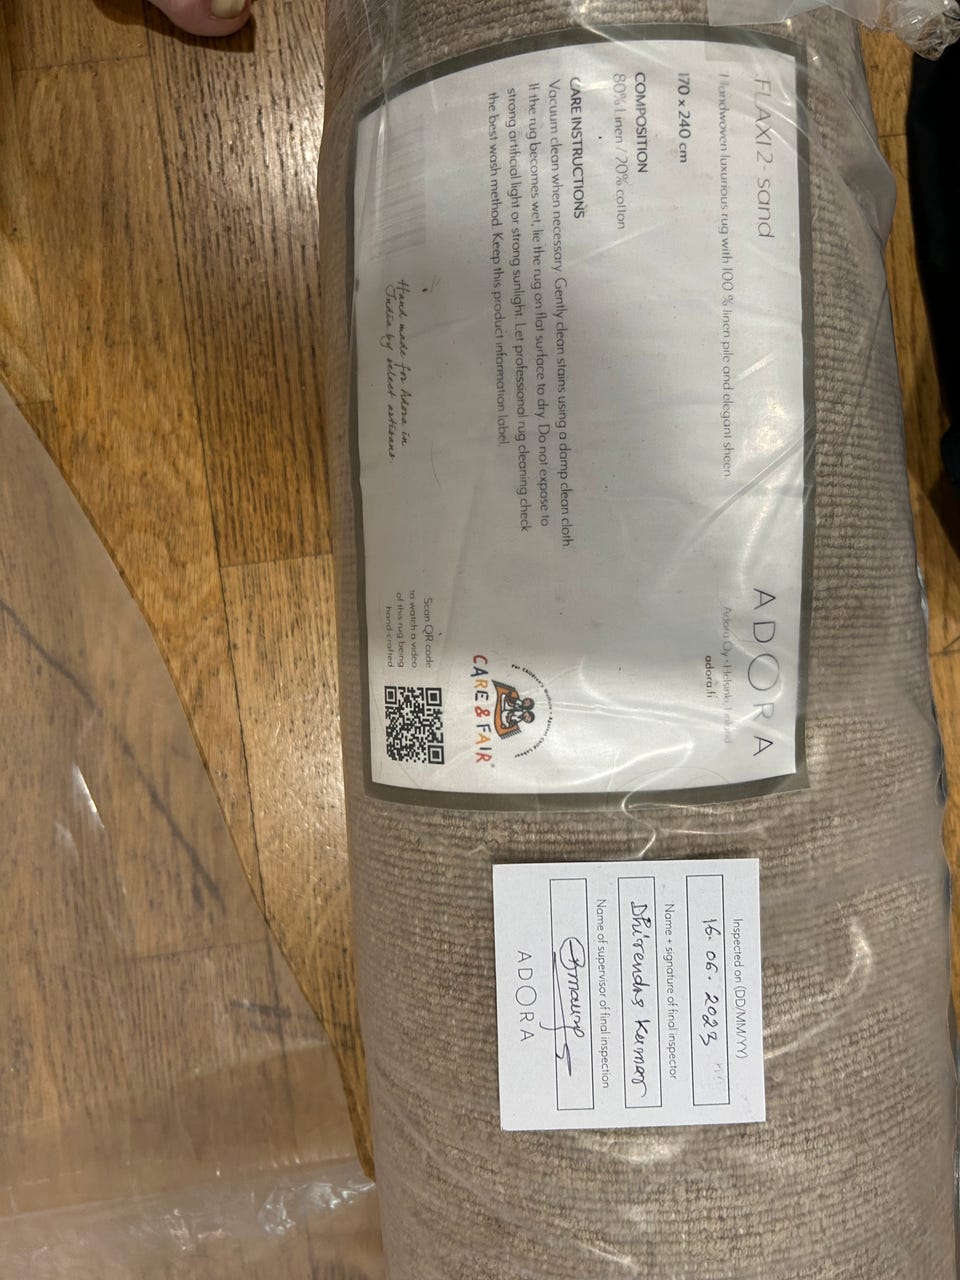 FLAXI 2- sand
ADORA
Handwoven luxurious rug with 100 % linen pile and elegant sheen.
Adora Oy • Helsinki, Finland
adora.fi
170 x 240 cm
COMPOSITION
80% Linen / 20% cotton
CARE INSTRUCTIONS
Vacuum clean when necessary. Gently clean stains using a damp clean cloth.
If the rug becomes wet, lie the rug on flat surface to dry. Do not expose to
strong artificial light or strong sunlight. Let professional rug cleaning check
the best wash method. Keep this product information label.
Hand made for Adora in
India by select artisans.
CARE & FAIR®
Scan QR code
to watch a video
of this rug being
hand-crafted
Inspected on (DD/MM/YY)
16.06.2023
Name + signature of final inspector
Dhirendra Kumar
Name of supervisor of final inspection
ADORA